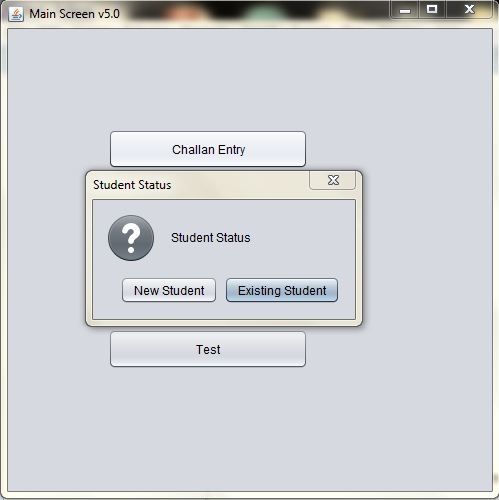 Main Screen v5.0
Challan Entry
Student Status
?
Student Status
New Student
Existing Student
Test